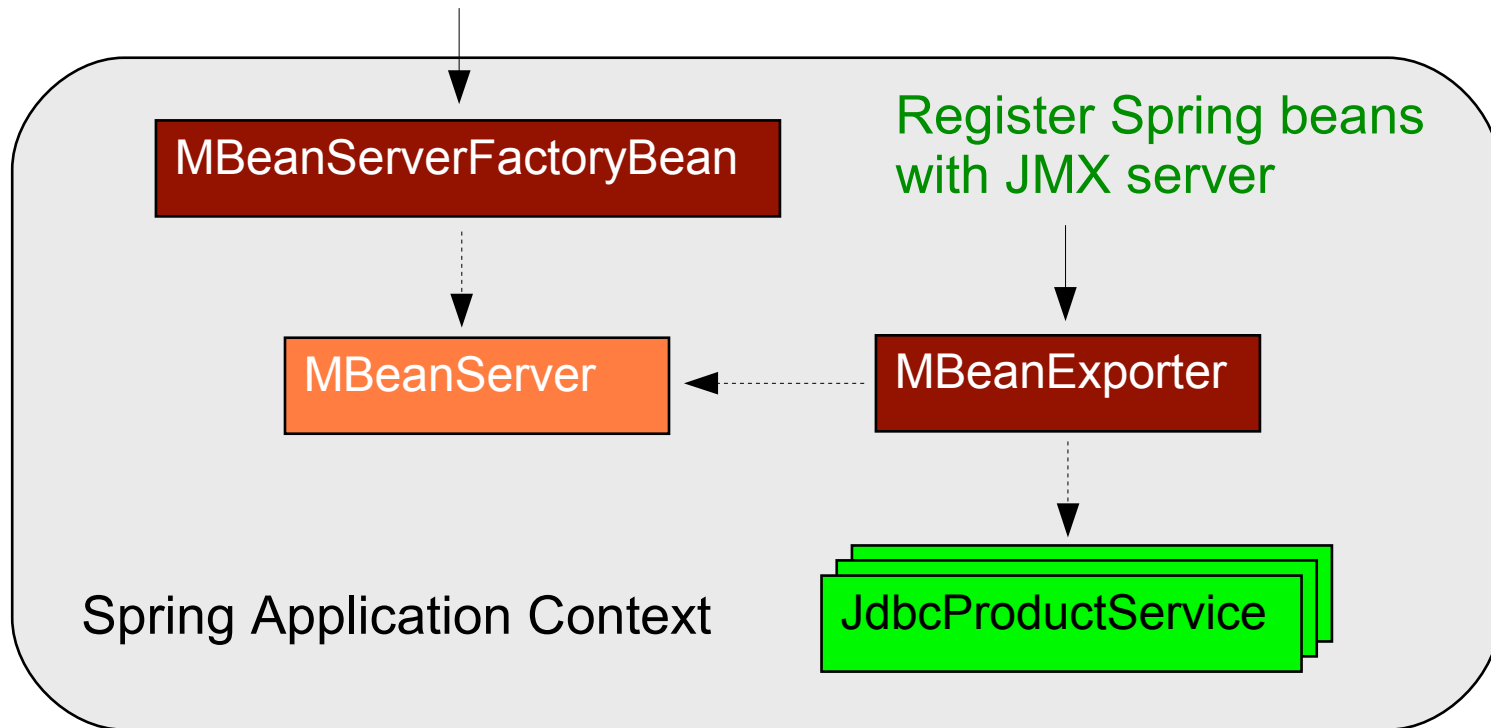 MBeanServerFactoryBean
Register Spring beans
with JMX server
MBeanServer
MBeanExporter
Spring Application Context
JdbcProductService